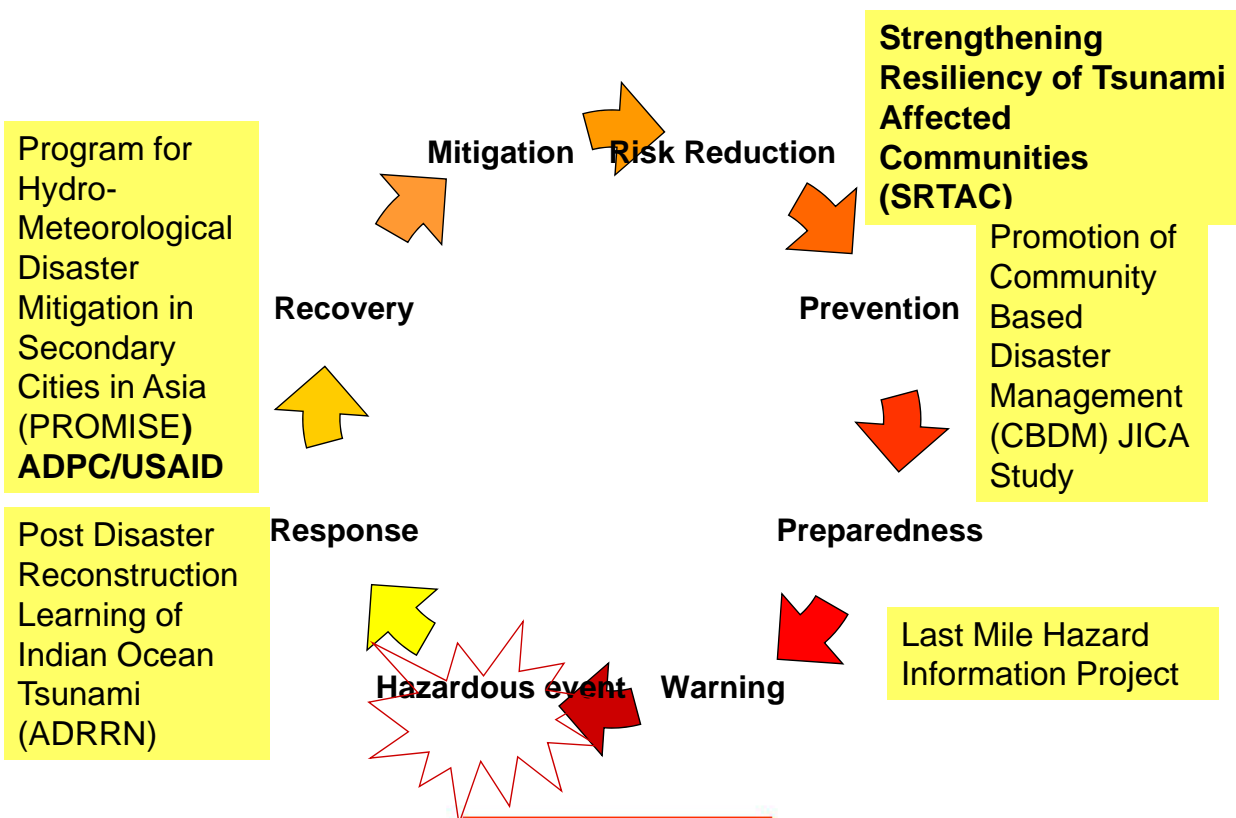 Strengthening
Resiliency of Tsunami
Affected
Communities
(SRTAC)
Program for
Hydro-
Meteorological
Disaster
Mitigation in
Secondary
Cities in Asia
(PROMISE)
ADPC/USAID
Mitigation
Risk Reduction
Promotion of
Community
Based
Disaster
Management
(CBDM) JICA
Study
Recovery
Prevention
Post Disaster
Reconstruction
Learning of
Indian Ocean
Tsunami
(ADRRN)
Response
Preparedness
Last Mile Hazard
Information Project
Hazardous event
Warning